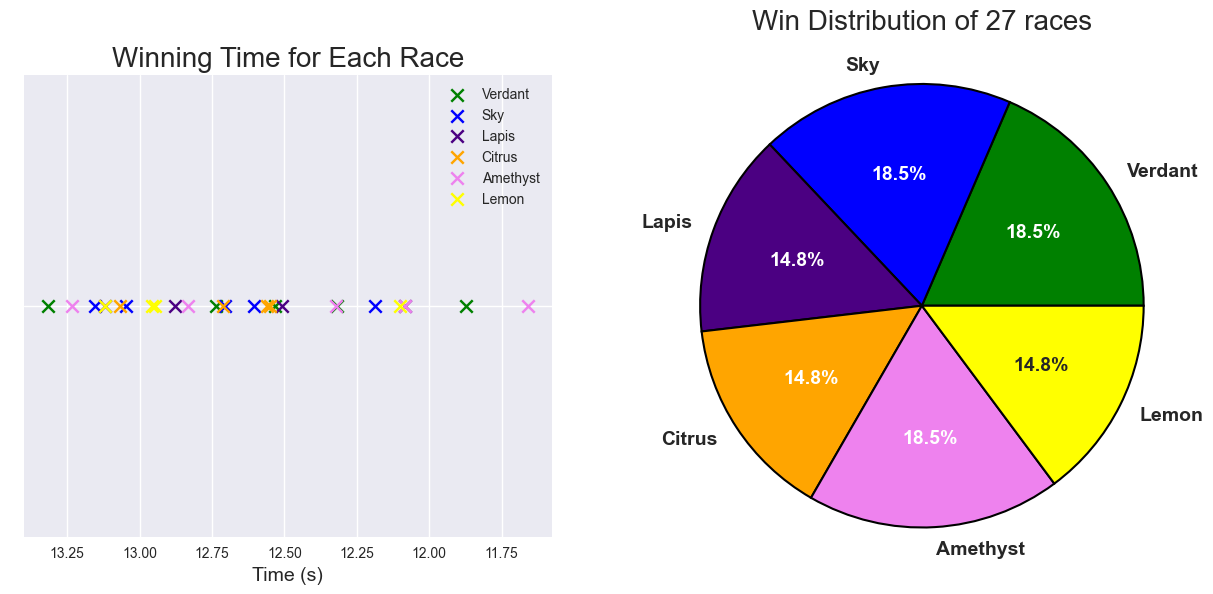 Winning Time for Each Race
Verdant
Sky
Lapis
Citrus
Amethyst
Lemon
13.25
13.00
12.75
12.50
12.25
12.00
11.75
Time (s)
Win Distribution of 27 races
Sky
Verdant
Lapis
Citrus
Amethyst
Lemon
18.5%
18.5%
14.8%
14.8%
18.5%
14.8%